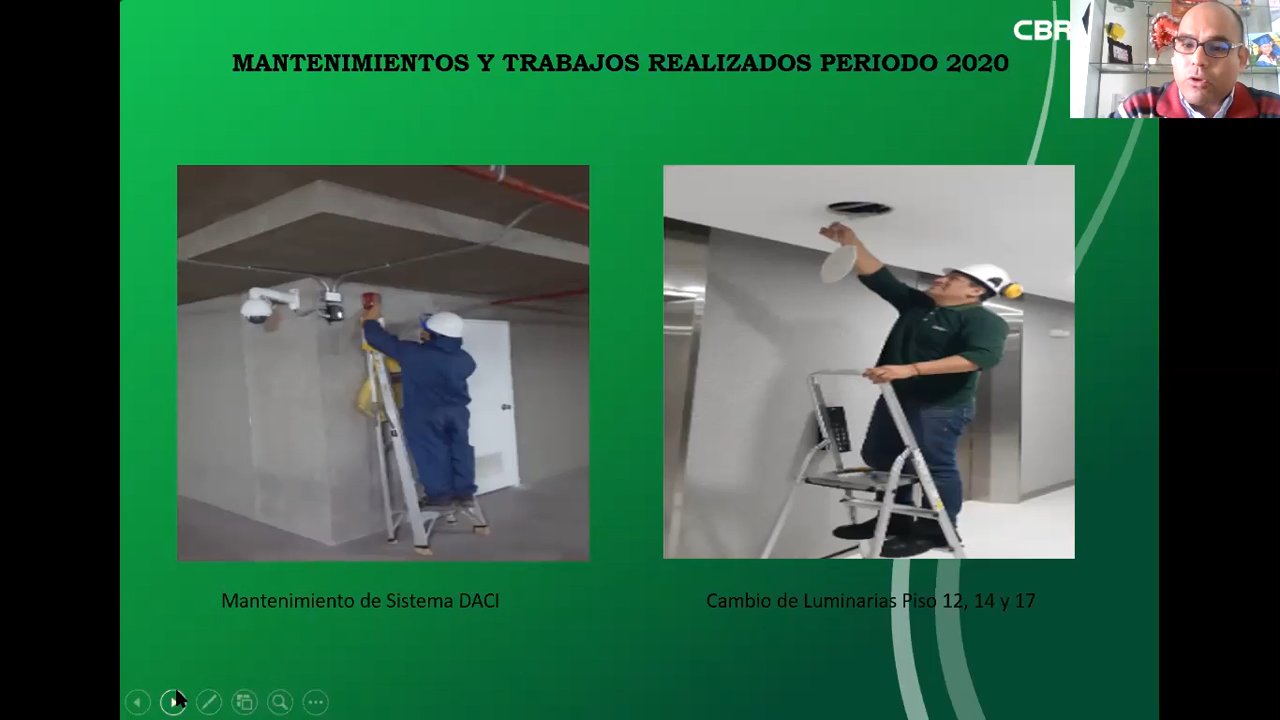 CBR
MANTENIMIENTOS Y TRABAJOS REALIZADOS PERIODO 2020
Mantenimiento de Sistema DACI
Cambio de Luminarias Piso 12, 14 y 17